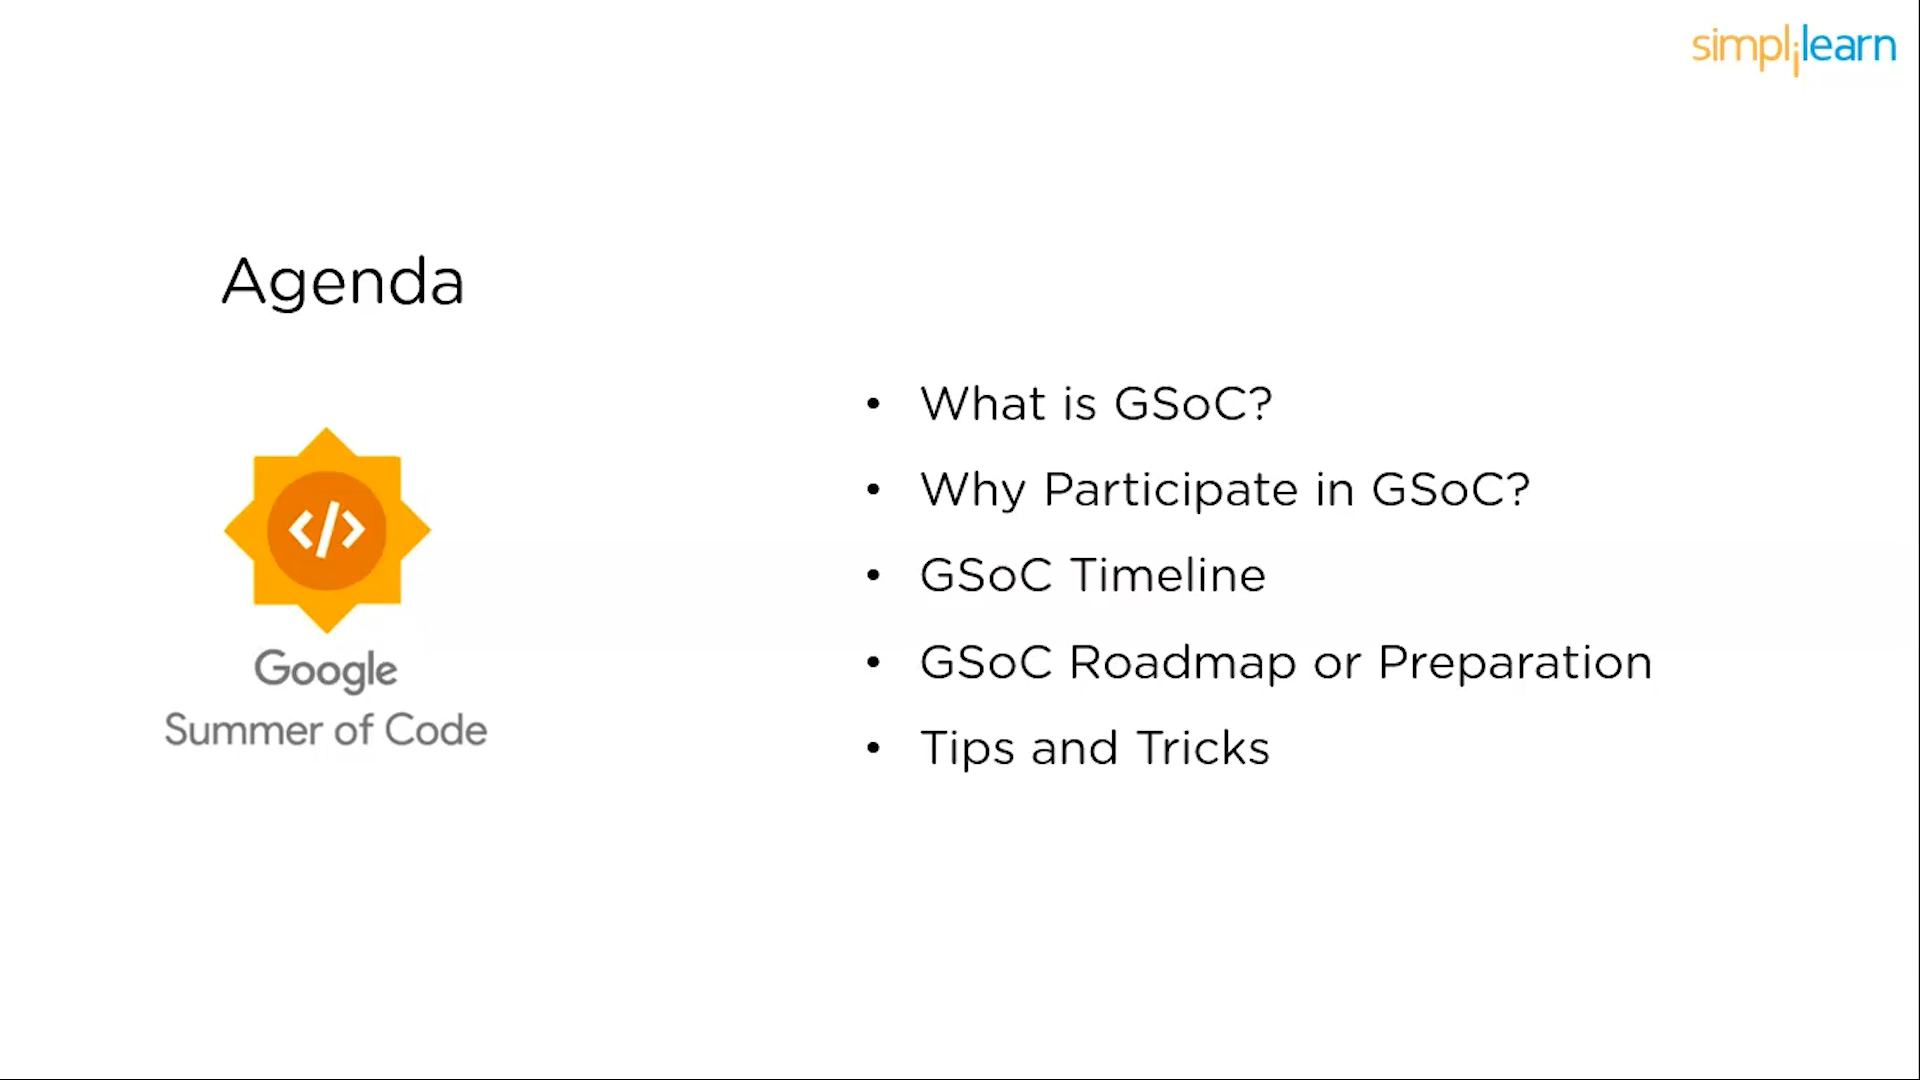 simplilearn
Agenda
• What is GSoC?
• Why Participate in GSoC?
• GSoC Timeline
• GSoC Roadmap or Preparation
• Tips and Tricks
</>
Google
Summer of Code